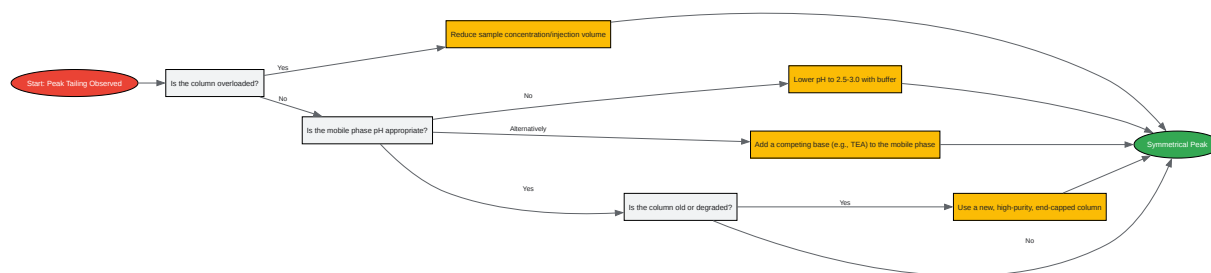 Start: Peak Tailing Observed
Is the column overloaded?
Yes
Reduce sample concentration/injection volume
No
Is the mobile phase pH appropriate?
No
Lower pH to 2.5-3.0 with buffer
Alternatively
Add a competing base (e.g., TEA) to the mobile phase
Symmetrical Peak
Yes
Is the column old or degraded?
Yes
Use a new, high-purity, end-capped column
No